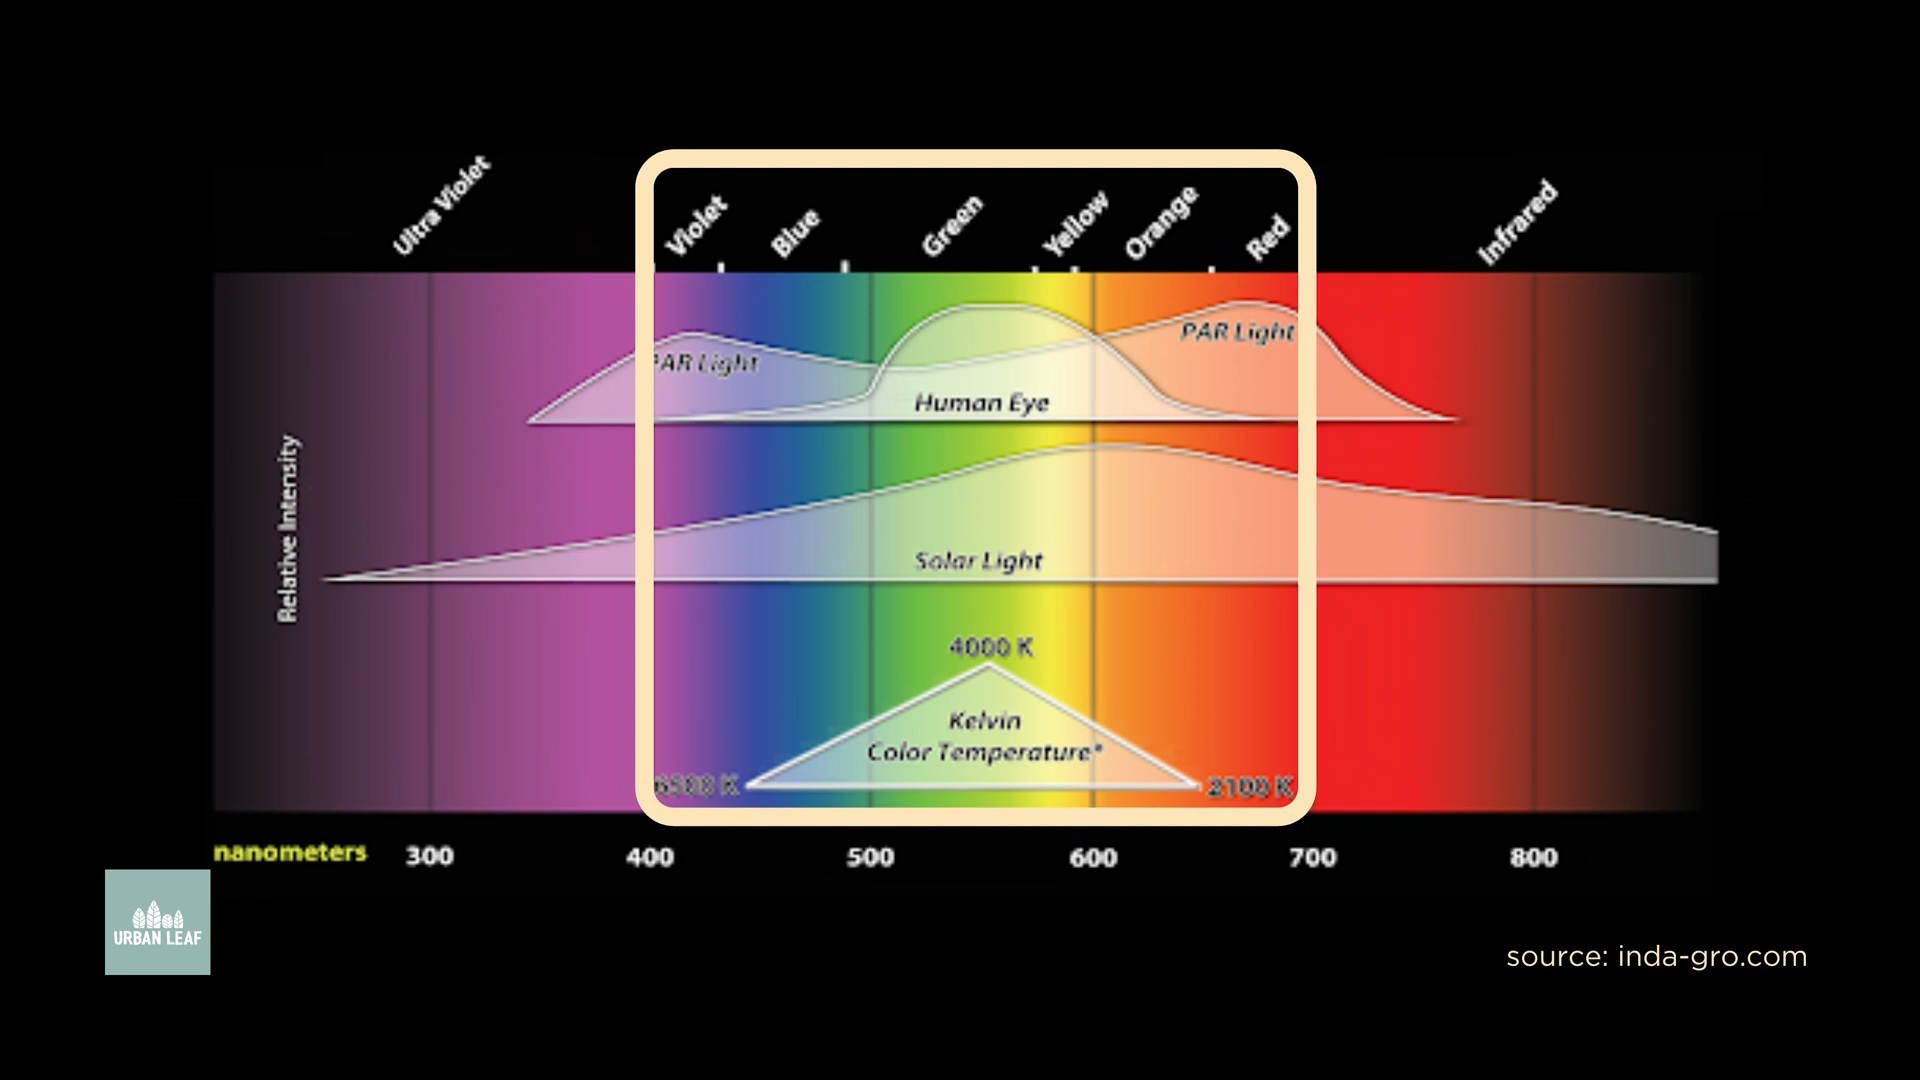 Ultra Violet
Violet
Blue
Green
Yellow
Orange
Red
Infrared
PAR Light
PAR Light
Human Eye
Relative Intensity
Solar Light
4000 K
Kelvin
Color Temperature*
2100 K
nanometers 300 400 500 600 700 800
URBAN LEAF
source: inda-gro.com